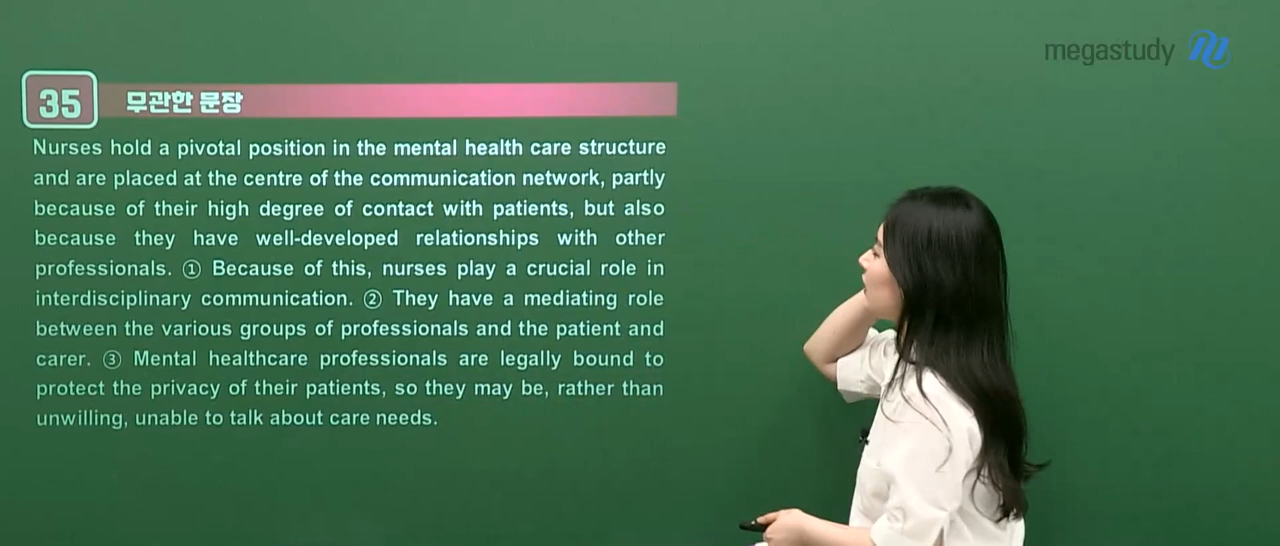 megastudy
35 무관한 문장
Nurses hold a pivotal position in the mental health care structure
and are placed at the centre of the communication network, partly
because of their high degree of contact with patients, but also
because they have well-developed relationships with other
professionals. ① Because of this, nurses play a crucial role in
interdisciplinary communication. ② They have a mediating role
between the various groups of professionals and the patient and
carer. ③ Mental healthcare professionals are legally bound to
protect the privacy of their patients, so they may be, rather than
unwilling, unable to talk about care needs.